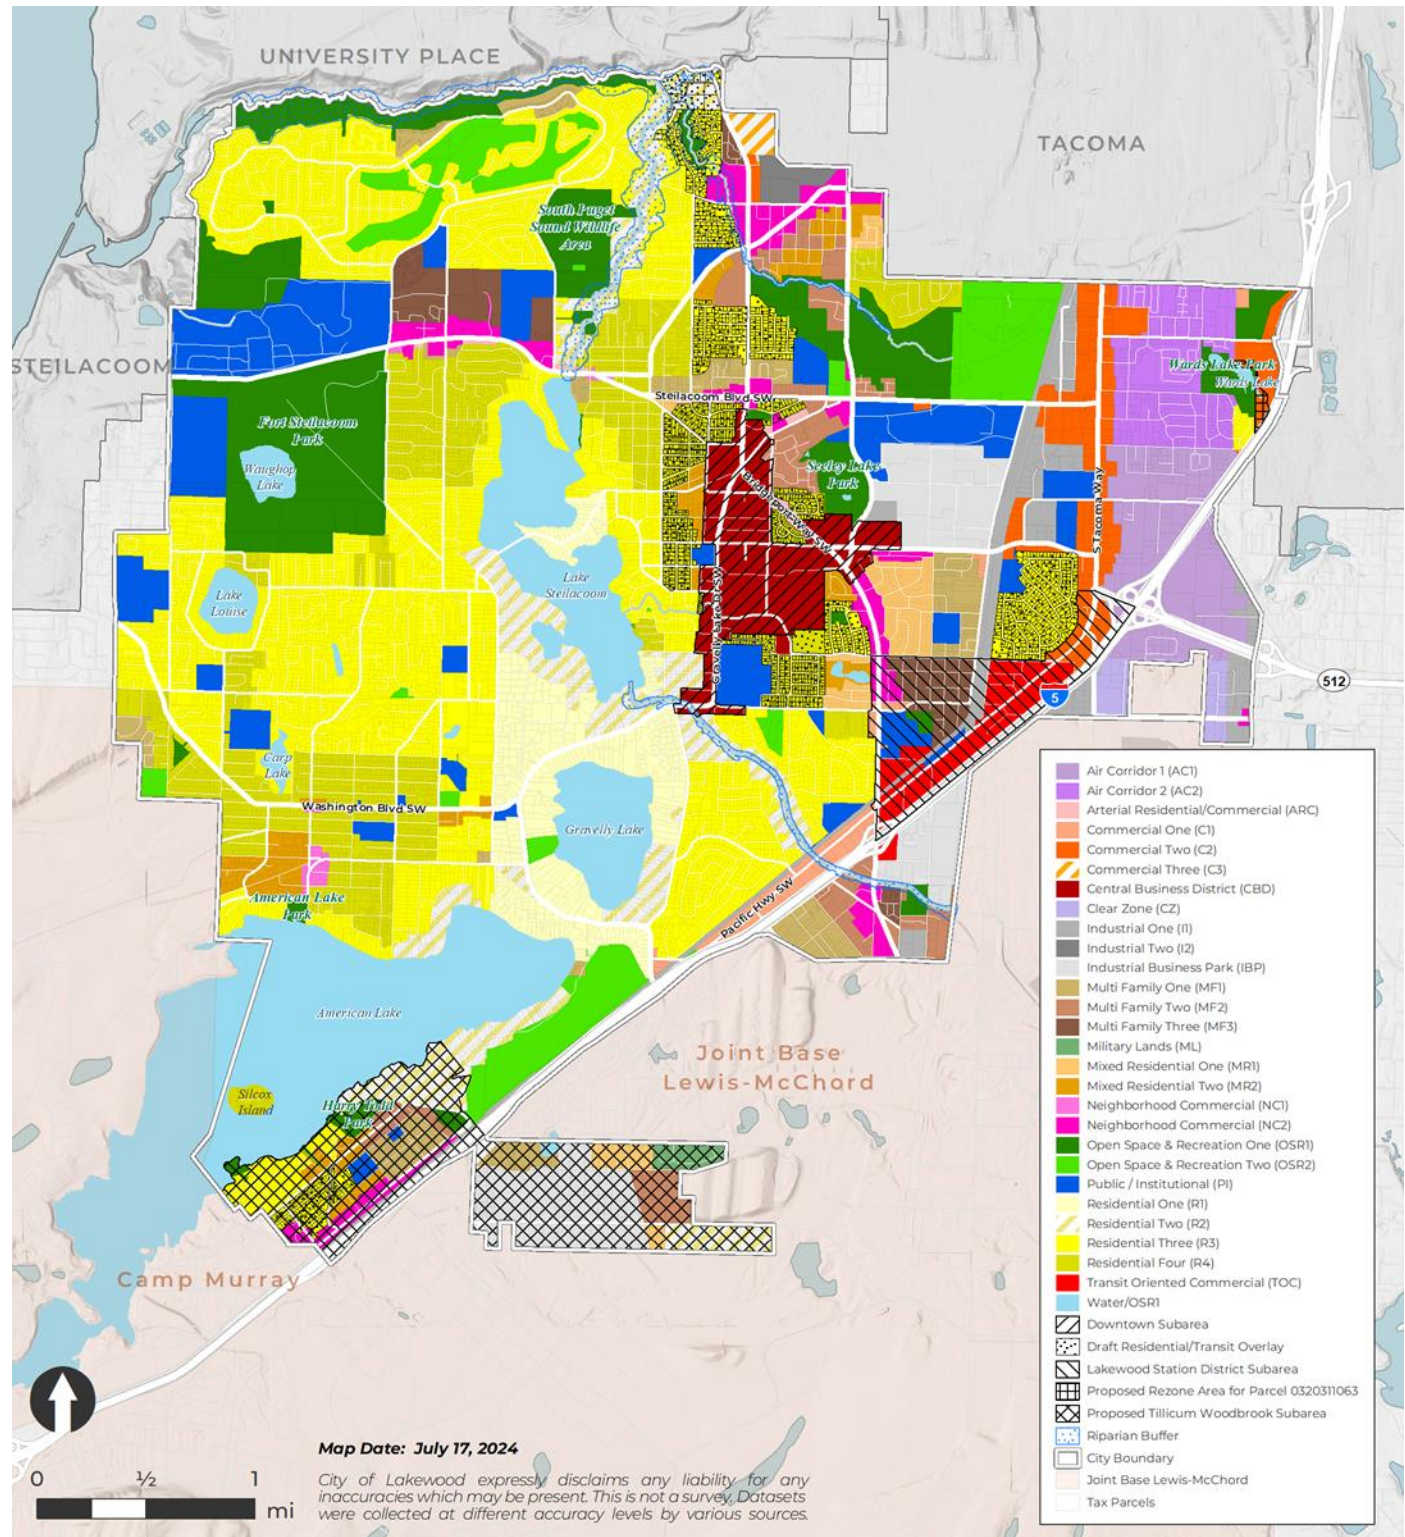 UNIVERSITY PLACE
TACOMA
South Puget
Sound Wildlife
Area
STEILACOOM
Wards Lake Park
Wards Lake
Steilacoom Blvd SW
Fort Steilacoom
Park
Waughop
Lake
Seeley Lake
Park
Bridgeport Way SW
S Tacoma Way
Lake
Steilacoom
Lake
Louise
Gravelly Lake Dr SW
512
5
Carp
Lake
Washington Blvd SW
Gravelly Lake
American Lake
Park
Pacific Hwy SW
American Lake
Joint Base
Lewis-McChord
Silcox
Island
Harry Todd
Park
Camp Murray
Air Corridor 1 (AC1)
Air Corridor 2 (AC2)
Arterial Residential/Commercial (ARC)
Commercial One (C1)
Commercial Two (C2)
Commercial Three (C3)
Central Business District (CBD)
Clear Zone (CZ)
Industrial One (I1)
Industrial Two (I2)
Industrial Business Park (IBP)
Multi Family One (MF1)
Multi Family Two (MF2)
Multi Family Three (MF3)
Military Lands (ML)
Mixed Residential One (MR1)
Mixed Residential Two (MR2)
Neighborhood Commercial (NC1)
Neighborhood Commercial (NC2)
Open Space & Recreation One (OSR1)
Open Space & Recreation Two (OSR2)
Public / Institutional (PI)
Residential One (R1)
Residential Two (R2)
Residential Three (R3)
Residential Four (R4)
Transit Oriented Commercial (TOC)
Water/OSR1
Downtown Subarea
Draft Residential/Transit Overlay
Lakewood Station District Subarea
Proposed Rezone Area for Parcel 0320311063
Proposed Tillicum Woodbrook Subarea
Riparian Buffer
City Boundary
Joint Base Lewis-McChord
Tax Parcels
Map Date: July 17, 2024
City of Lakewood expressly disclaims any liability for any
inaccuracies which may be present. This is not a survey. Datasets
were collected at different accuracy levels by various sources.
0 ½ 1
mi